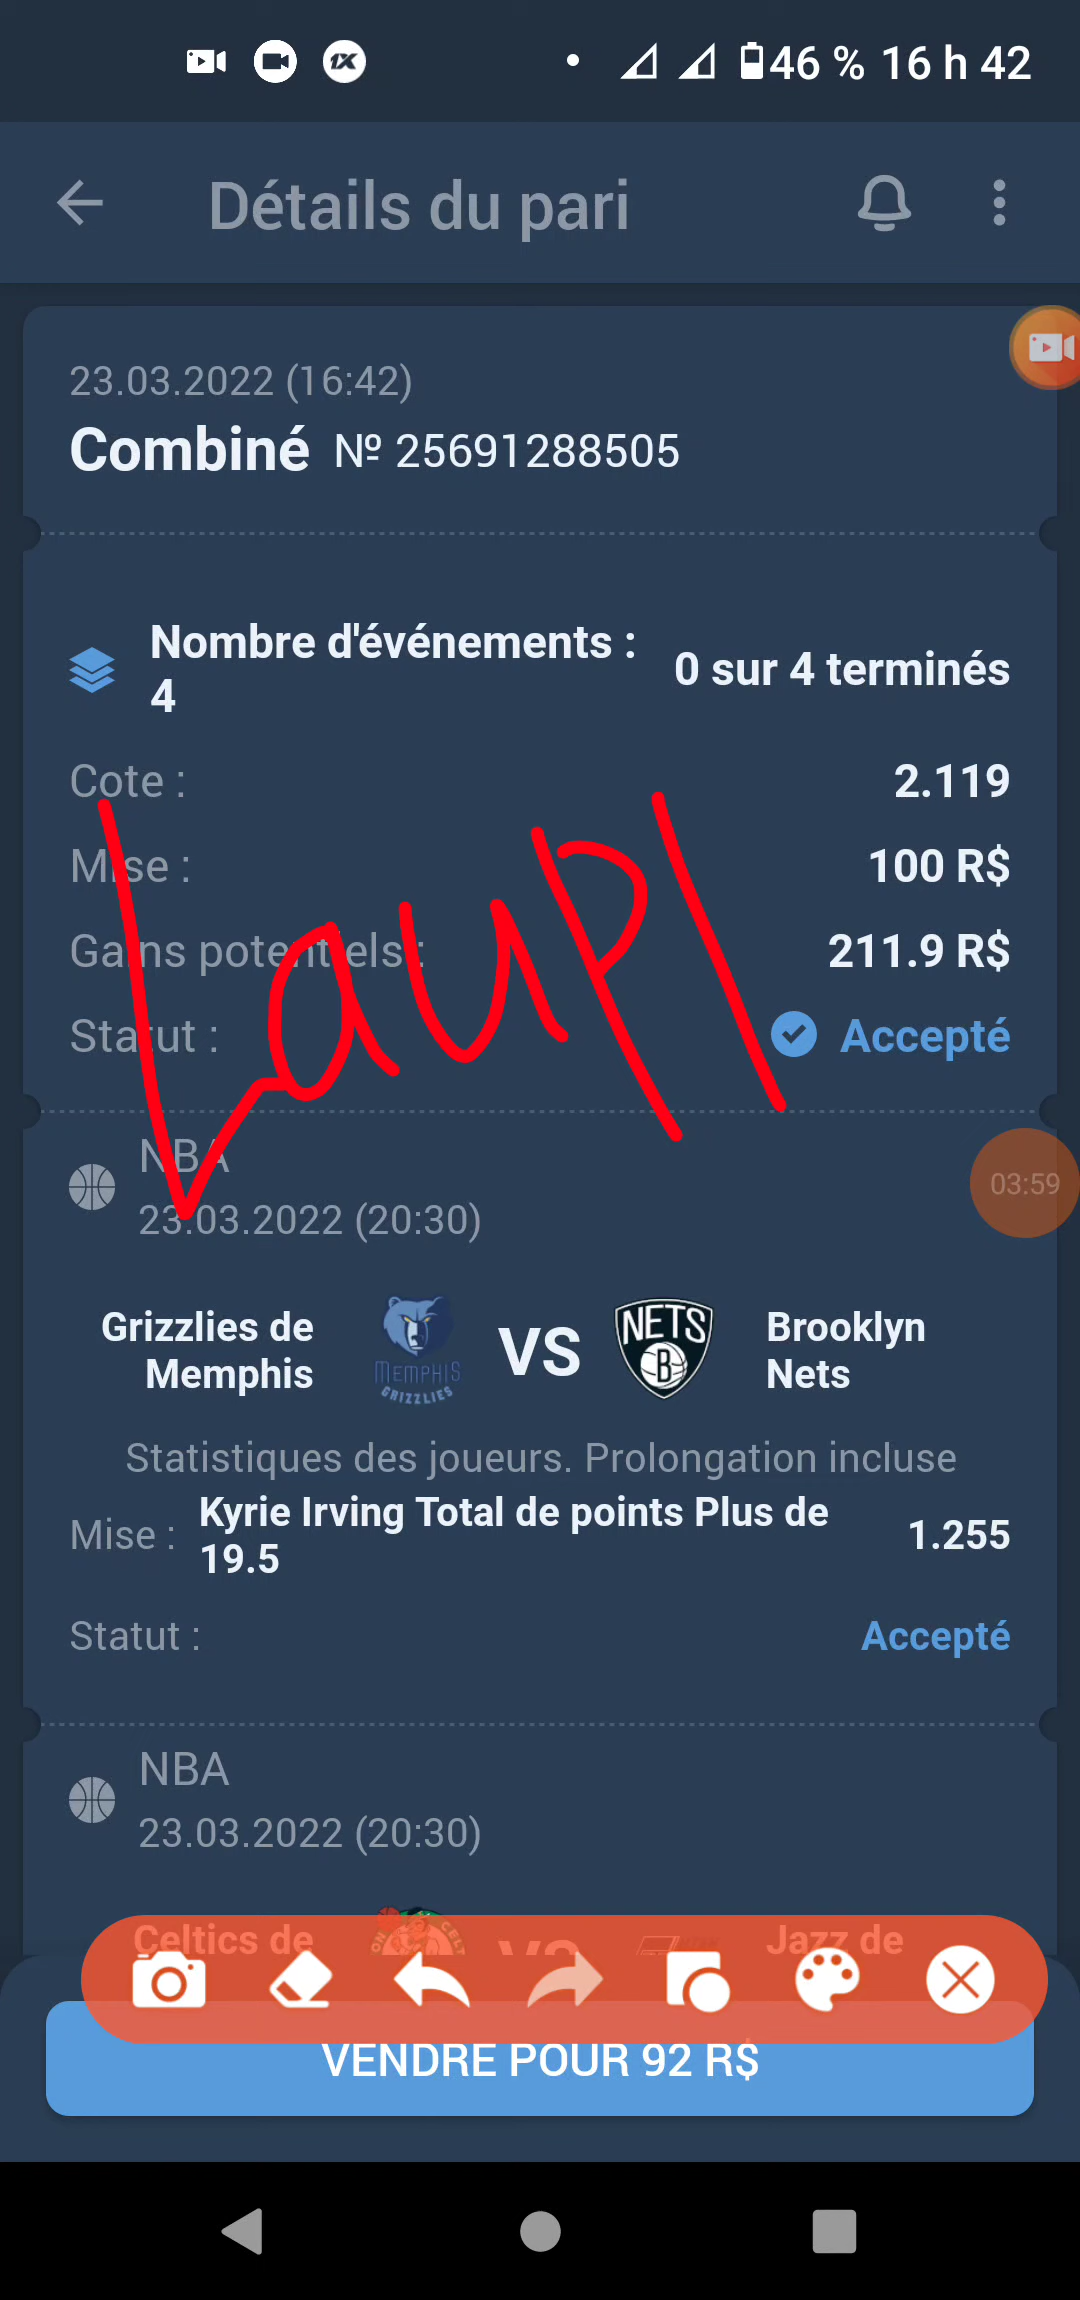 1X
46 % 16 h 42
Détails du pari
23.03.2022 (16:42)
Combiné Nº 25691288505
Nombre d'événements :
4
0 sur 4 terminés
Cote :
2.119
Mise :
100 R$
Gains potentiels :
211.9 R$
Statut :
Accepté
Laupl
NBA
23.03.2022 (20:30)
03:59
Grizzlies de
Memphis
MEMPHIS
GRIZZLIES
VS
NETS
B
Brooklyn
Nets
Statistiques des joueurs. Prolongation incluse
Mise :
Kyrie Irving Total de points Plus de
19.5
1.255
Statut :
Accepté
NBA
23.03.2022 (20:30)
Celtics de
VS
Jazz de
VENDRE POUR 92 R$